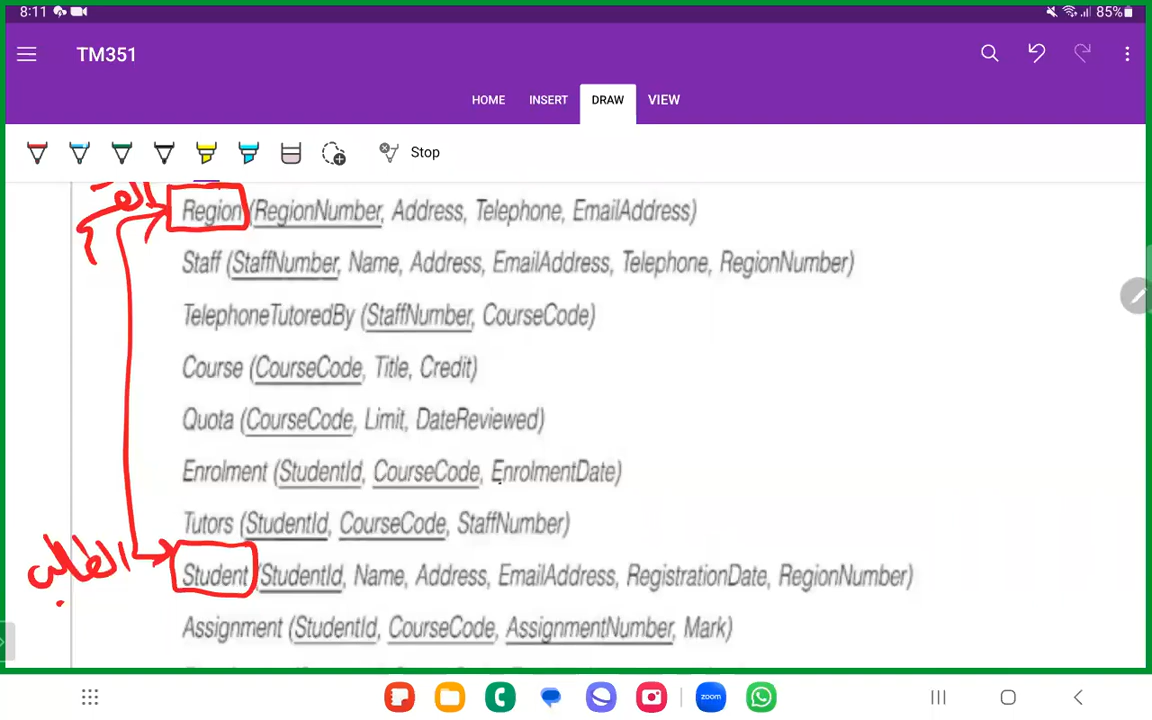 8:11 85%
TM351
HOME INSERT DRAW VIEW
Stop
Region (RegionNumber, Address, Telephone, EmailAddress)
Staff (StaffNumber, Name, Address, EmailAddress, Telephone, RegionNumber)
TelephoneTutoredBy (StaffNumber, CourseCode)
Course (CourseCode, Title, Credit)
Quota (CourseCode, Limit, DateReviewed)
Enrolment (StudentId, CourseCode, EnrolmentDate)
Tutors (StudentId, CourseCode, StaffNumber)
الطالب
Student (StudentId, Name, Address, EmailAddress, RegistrationDate, RegionNumber)
Assignment (StudentId, CourseCode, AssignmentNumber, Mark)
zoom